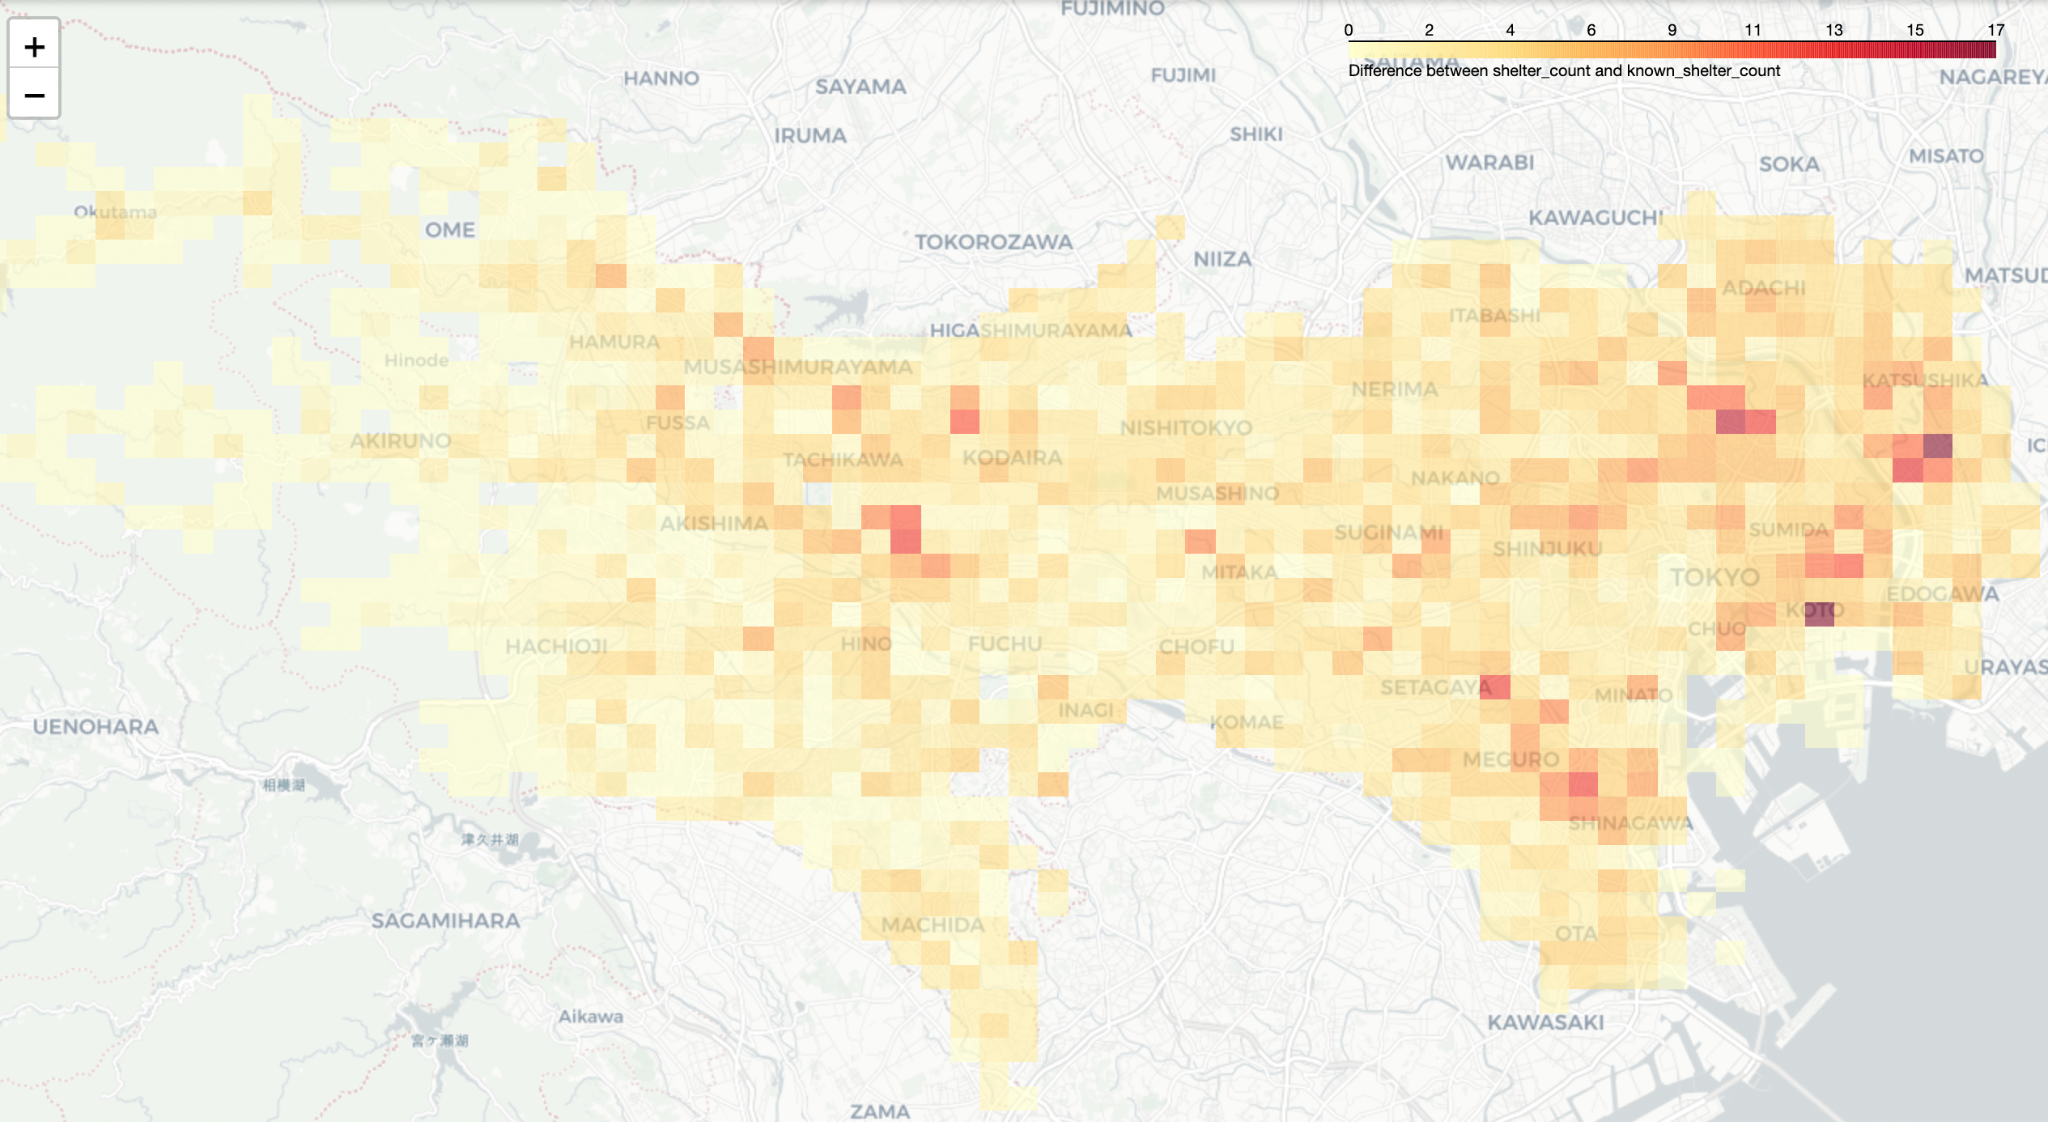 +
−
0 2 4 6 9 11 13 15 17
Difference between shelter_count and known_shelter_count
FUJIMINO
SAITAMA
HANNO
SAYAMA
FUJIMI
NAGAREYA
IRUMA
SHIKI
WARABI
SOKA
MISATO
Okutama
OME
TOKOROZAWA
NIIZA
KAWAGUCHI
MATSUD
ADACHI
HAMURA
HIGASHIMURAYAMA
ITABASHI
Hinode
MUSASHIMURAYAMA
NERIMA
KATSUSHIKA
FUSSA
NISHITOKYO
AKIRUNO
TACHIKAWA
KODAIRA
NAKANO
IC
MUSASHINO
AKISHIMA
SUGINAMI
SHINJUKU
SUMIDA
MITAKA
TOKYO
EDOGAWA
KOTO
CHUO
HACHIOJI
HINO
FUCHU
CHOFU
URAYAS
SETAGAYA
MINATO
UENOHARA
INAGI
KOMAE
MEGURO
相模湖
SHINAGAWA
津久井湖
SAGAMIHARA
MACHIDA
OTA
Aikawa
KAWASAKI
宮ヶ瀬湖
ZAMA